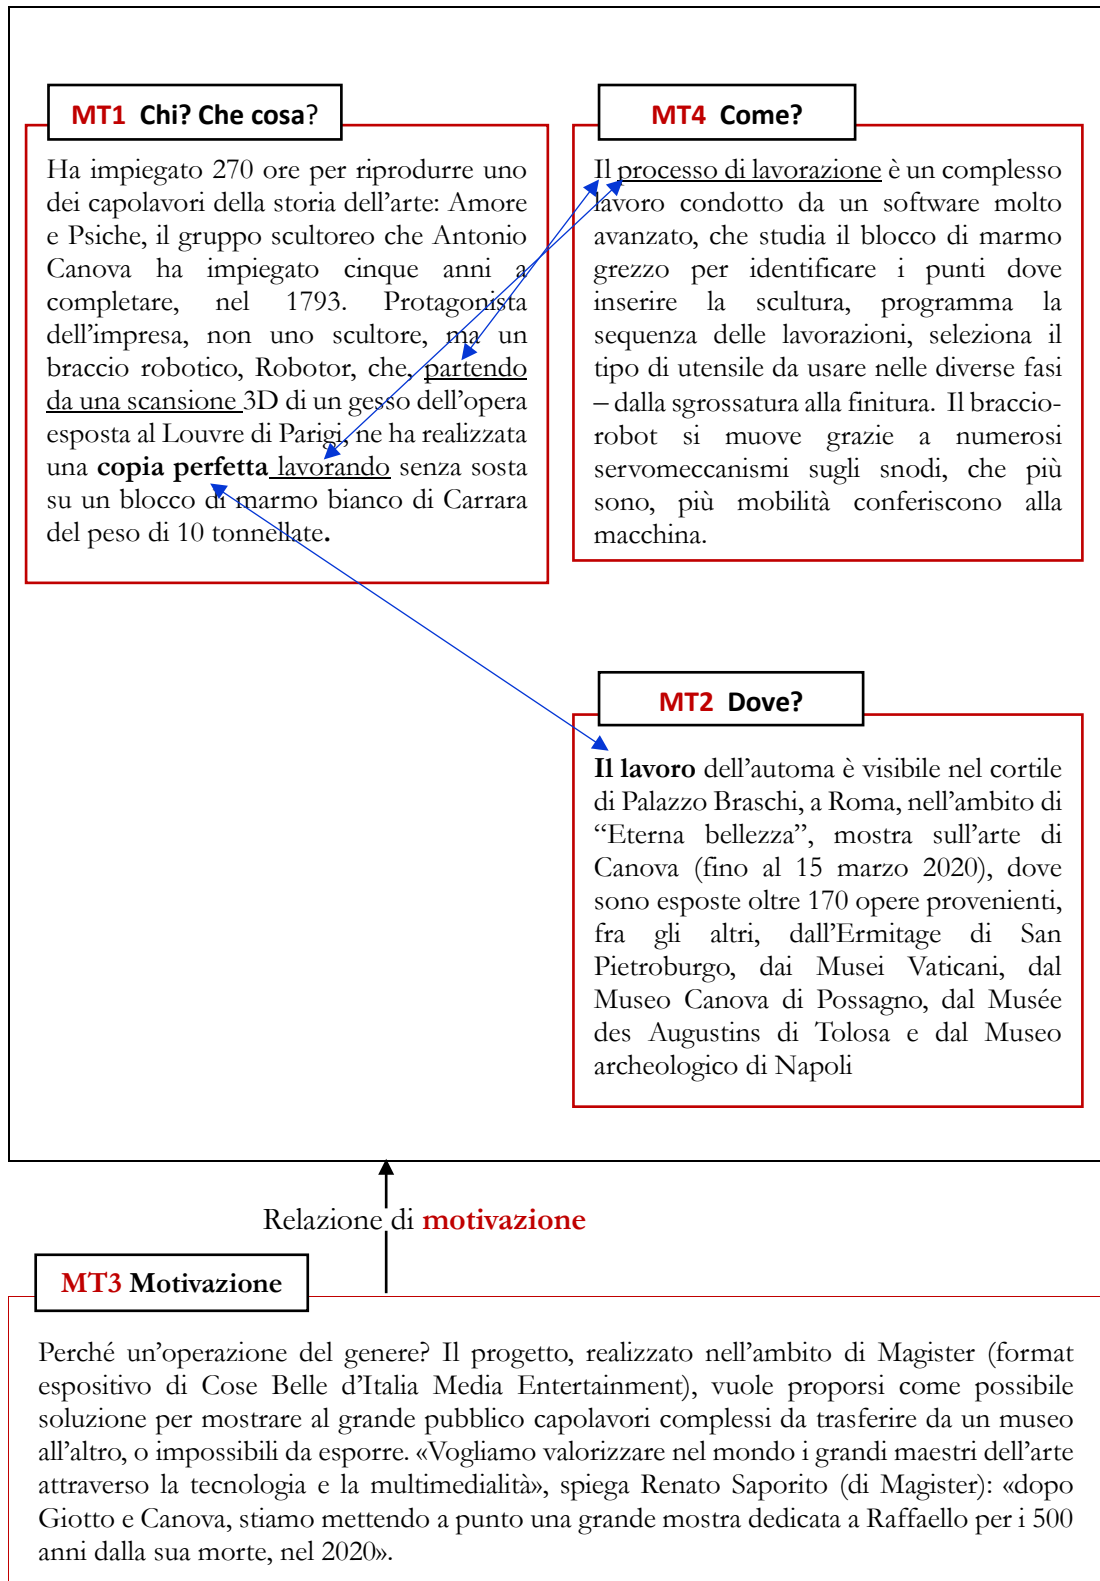 MT1 Chi? Che cosa?
Ha impiegato 270 ore per riprodurre uno
dei capolavori della storia dell’arte: Amore
e Psiche, il gruppo scultoreo che Antonio
Canova ha impiegato cinque anni a
completare, nel 1793. Protagonista
dell’impresa, non uno scultore, ma un
braccio robotico, Robotor, che, partendo
da una scansione 3D di un gesso dell’opera
esposta al Louvre di Parigi, ne ha realizzata
una copia perfetta lavorando senza sosta
su un blocco di marmo bianco di Carrara
del peso di 10 tonnellate.
MT4 Come?
Il processo di lavorazione è un complesso
lavoro condotto da un software molto
avanzato, che studia il blocco di marmo
grezzo per identificare i punti dove
inserire la scultura, programma la
sequenza delle lavorazioni, seleziona il
tipo di utensile da usare nelle diverse fasi
– dalla sgrossatura alla finitura. Il braccio-
robot si muove grazie a numerosi
servomeccanismi sugli snodi, che più
sono, più mobilità conferiscono alla
macchina.
MT2 Dove?
Il lavoro dell’automa è visibile nel cortile
di Palazzo Braschi, a Roma, nell’ambito di
“Eterna bellezza”, mostra sull’arte di
Canova (fino al 15 marzo 2020), dove
sono esposte oltre 170 opere provenienti,
fra gli altri, dall’Ermitage di San
Pietroburgo, dai Musei Vaticani, dal
Museo Canova di Possagno, dal Musée
des Augustins di Tolosa e dal Museo
archeologico di Napoli
Relazione di motivazione
MT3 Motivazione
Perché un’operazione del genere? Il progetto, realizzato nell’ambito di Magister (format
espositivo di Cose Belle d’Italia Media Entertainment), vuole proporsi come possibile
soluzione per mostrare al grande pubblico capolavori complessi da trasferire da un museo
all’altro, o impossibili da esporre. «Vogliamo valorizzare nel mondo i grandi maestri dell’arte
attraverso la tecnologia e la multimedialità», spiega Renato Saporito (di Magister): «dopo
Giotto e Canova, stiamo mettendo a punto una grande mostra dedicata a Raffaello per i 500
anni dalla sua morte, nel 2020».